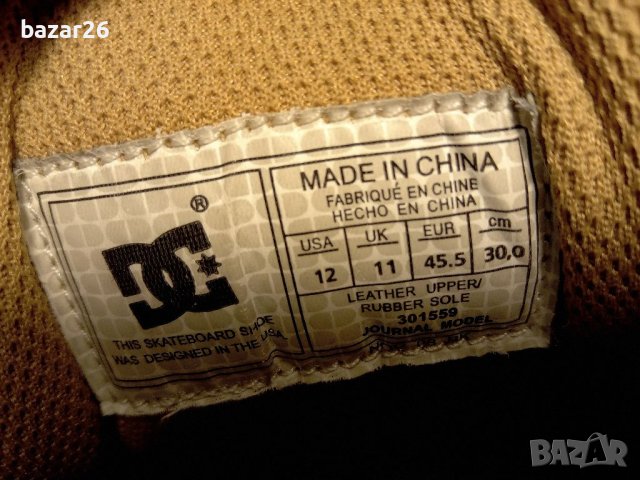 bazar26
®
DC
THIS SKATEBOARD SHOE
WAS DESIGNED IN THE USA.
MADE IN CHINA
FABRIQUÉ EN CHINE
HECHO EN CHINA
USA UK EUR cm
12 11 45.5 30,0
LEATHER UPPER/
RUBBER SOLE
301559
JOURNAL MODEL
BAZAR